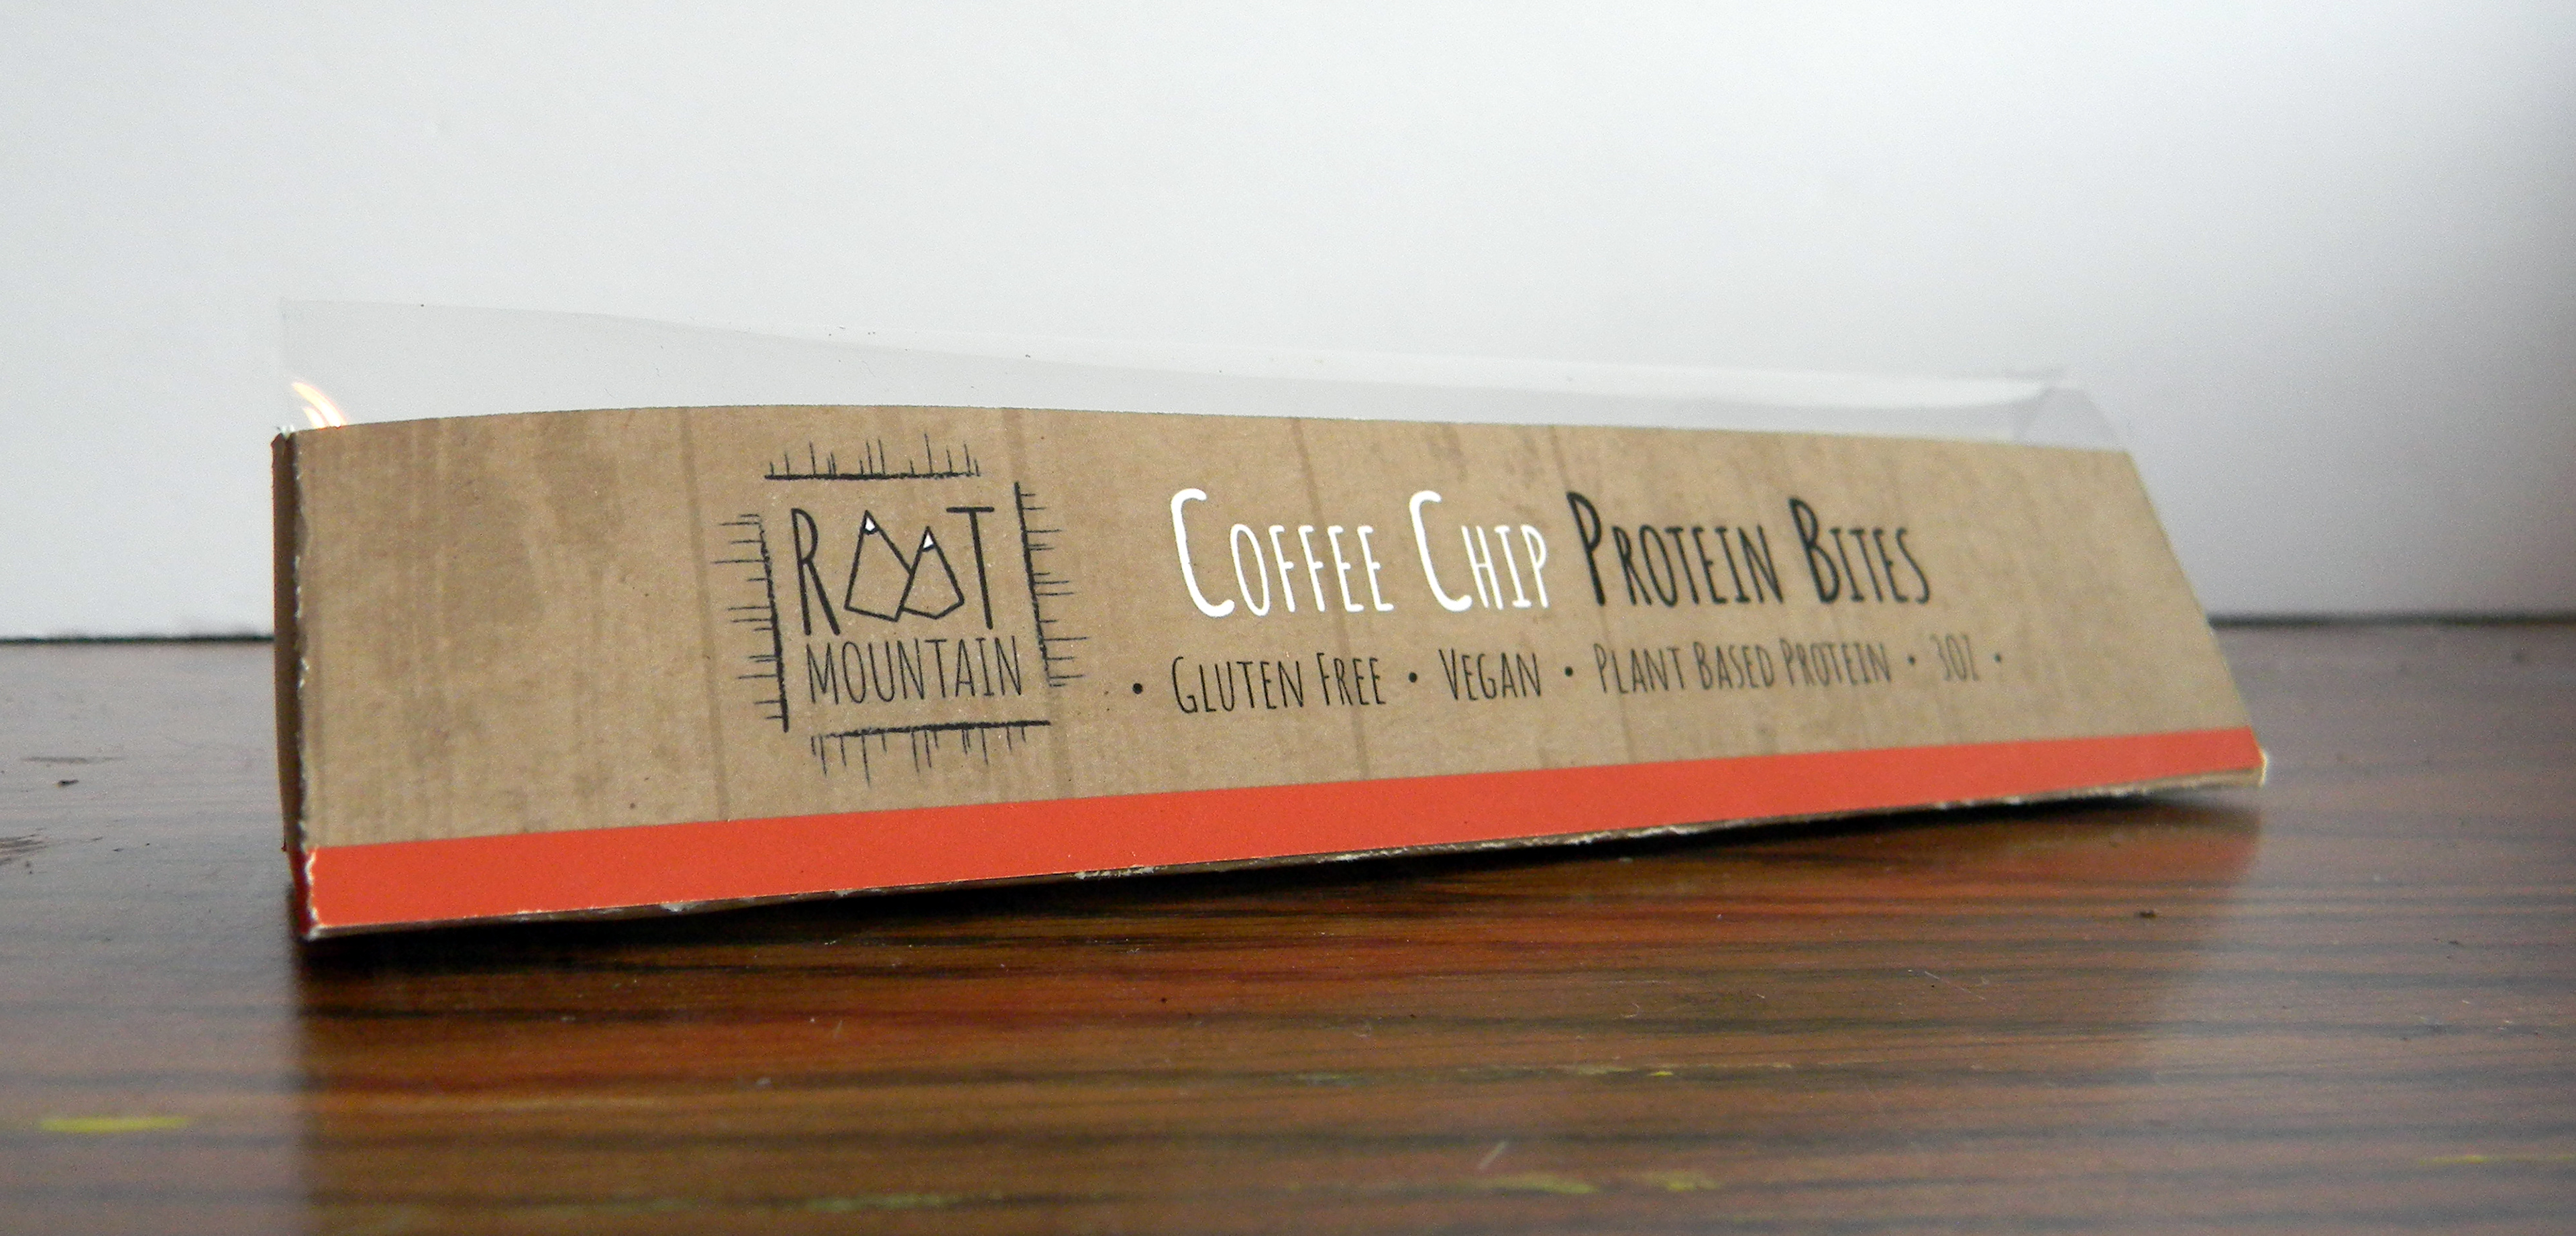 ROOT
MOUNTAIN
COFFEE CHIP PROTEIN BITES
• GLUTEN FREE • VEGAN • PLANT BASED PROTEIN • 3OZ •